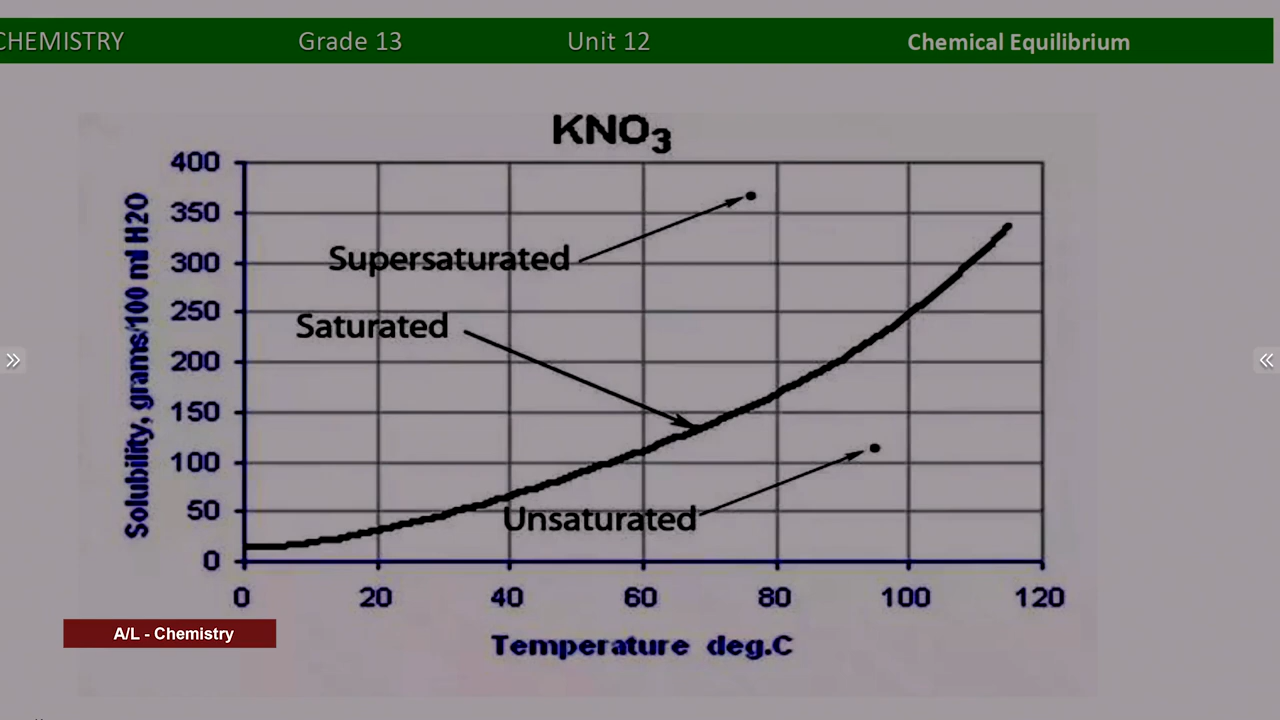 CHEMISTRY Grade 13 Unit 12 Chemical Equilibrium
KNO3
Solubility, grams/100 ml H2O
400
350
300
250
200
150
100
50
0
Supersaturated
Saturated
Unsaturated
0 20 40 60 80 100 120
Temperature deg.C
A/L - Chemistry